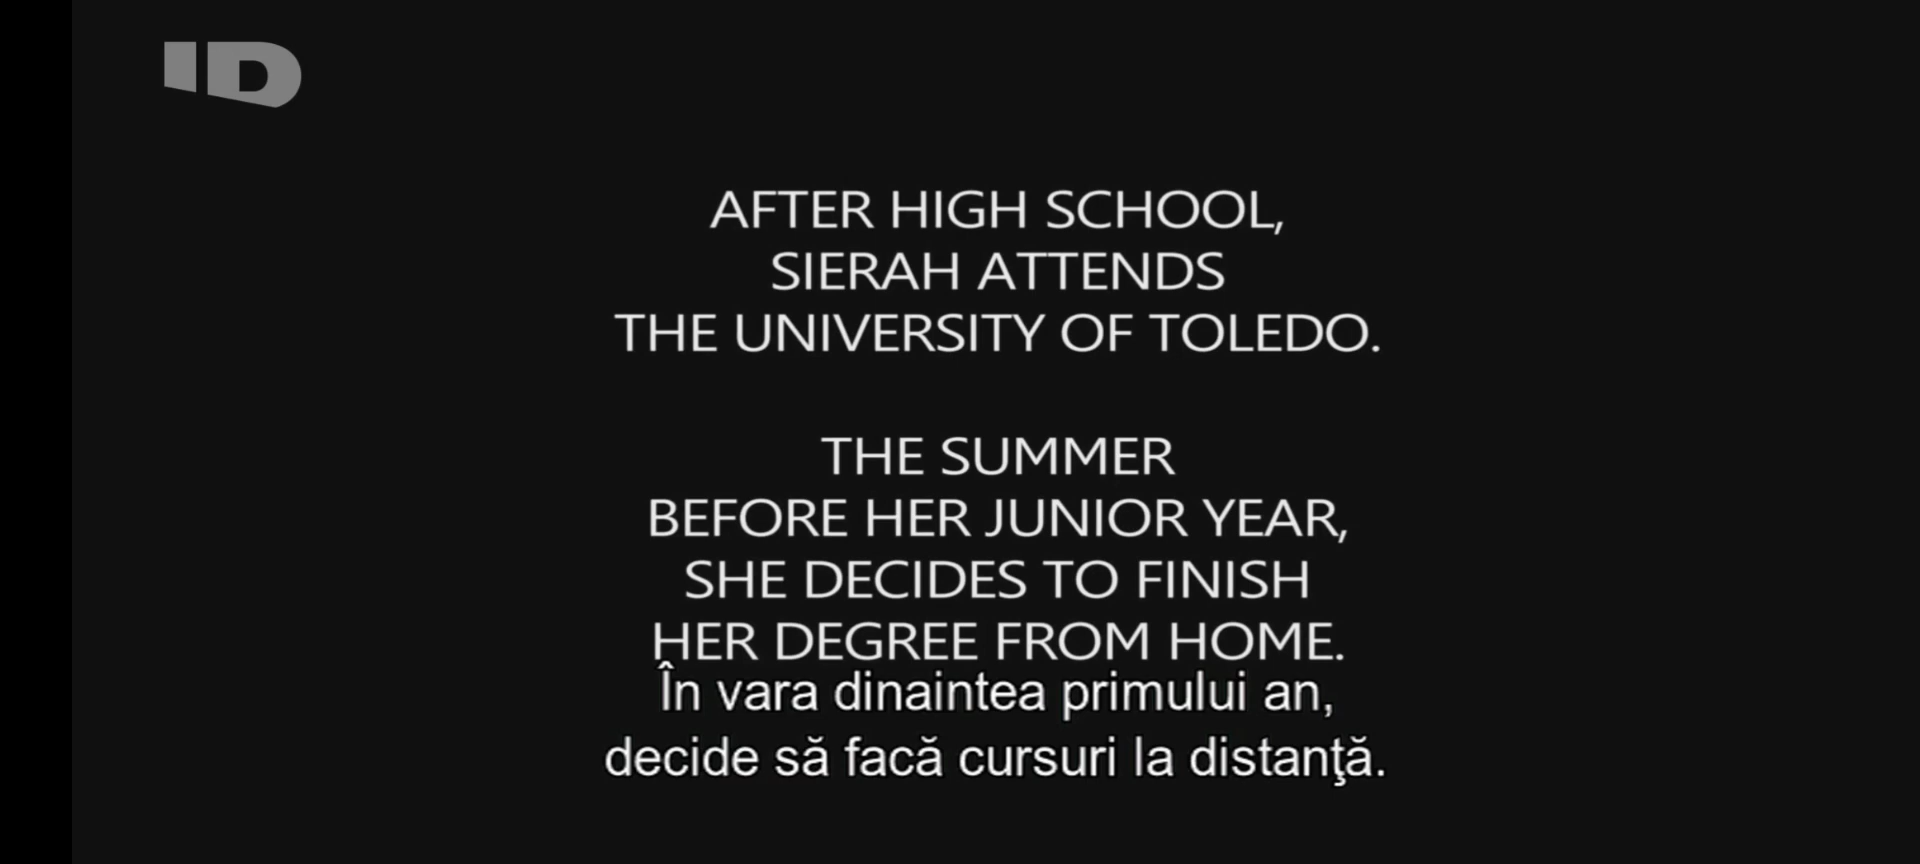 ID
AFTER HIGH SCHOOL,
SIERAH ATTENDS
THE UNIVERSITY OF TOLEDO.
THE SUMMER
BEFORE HER JUNIOR YEAR,
SHE DECIDES TO FINISH
HER DEGREE FROM HOME.
În vara dinaintea primului an,
decide să facă cursuri la distanţă.